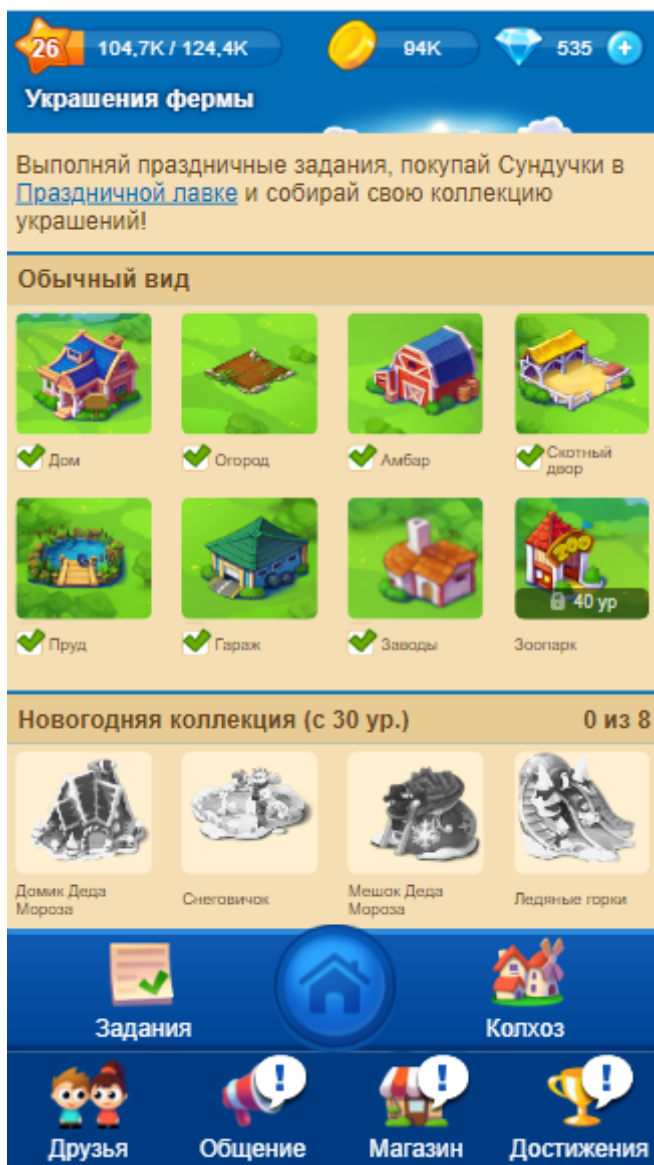 26 104,7K / 124,4K 94K 535 +
Украшения фермы
Выполняй праздничные задания, покупай Сундучки в
Праздничной лавке и собирай свою коллекцию
украшений!
Обычный вид
Дом Огород Амбар Скотный двор
ZOO
40 ур
Пруд Гараж Заводы Зоопарк
Новогодняя коллекция (с 30 ур.) 0 из 8
Домик Деда Мороза Снеговичок Мешок Деда Мороза Ледяные горки
Задания Колхоз
! ! !
Друзья Общение Магазин Достижения